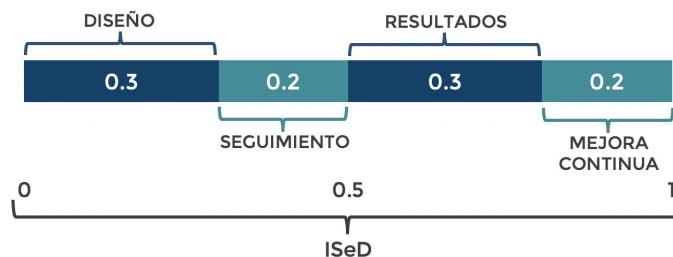 DISEÑO
RESULTADOS
0.3
0.2
0.3
0.2
SEGUIMIENTO
MEJORA
CONTINUA
0
0.5
1
ISeD